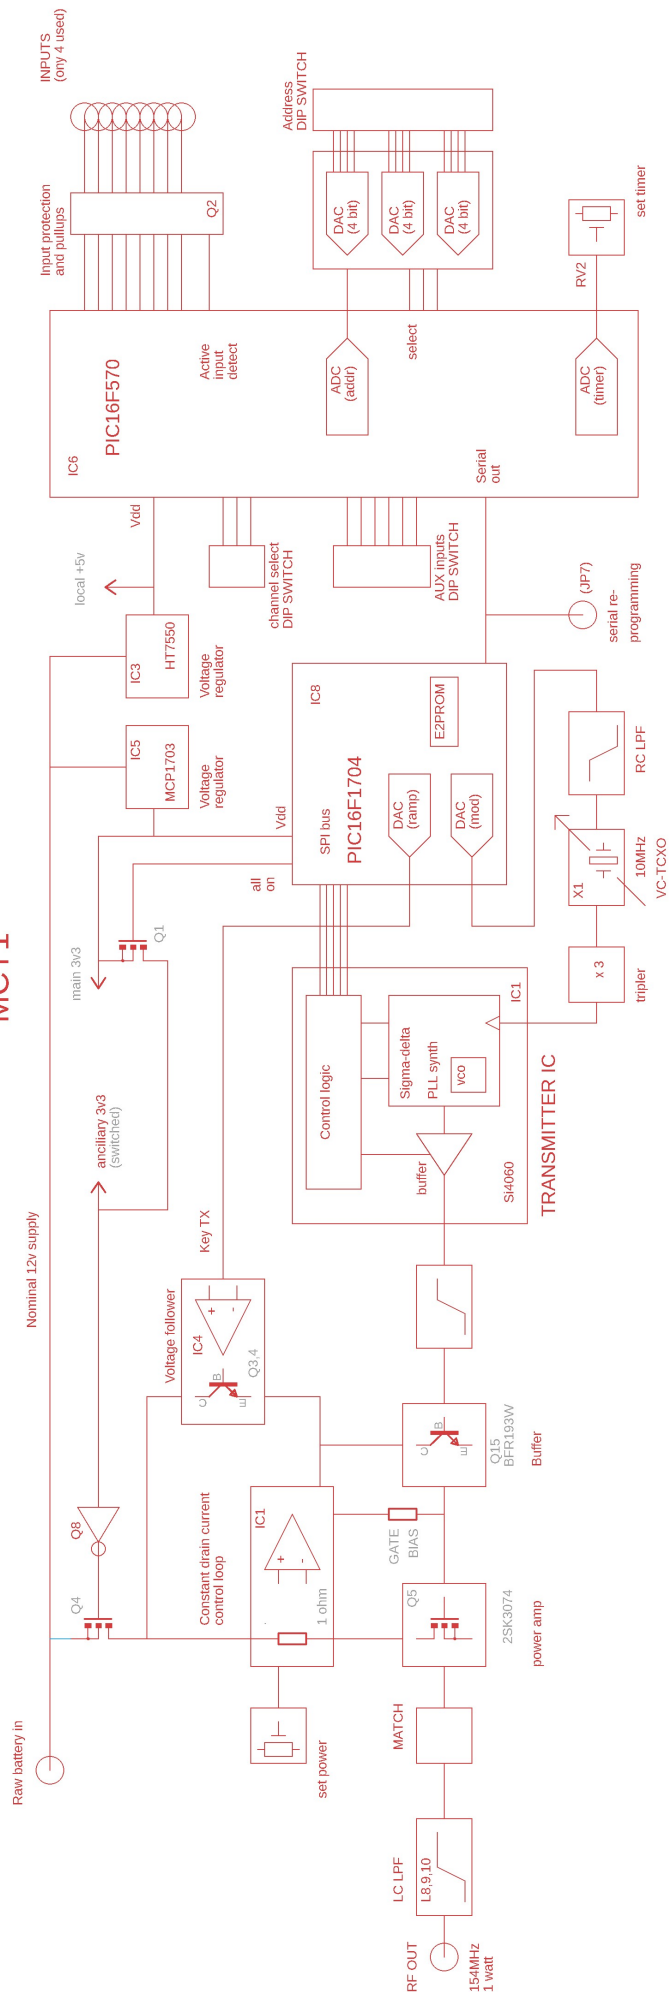 MCT1
INPUTS
(ony 4 used)
Input protection
and pullups
Q2
Address
DIP SWITCH
DAC
(4 bit)
DAC
(4 bit)
DAC
(4 bit)
set timer
RV2
IC6
PIC16F570
Active
input
detect
ADC
(addr)
select
ADC
(timer)
Serial
out
Vdd
local +5v
channel select
DIP SWITCH
AUX inputs
DIP SWITCH
(JP7)
serial re-
programming
IC3
HT7550
Voltage
regulator
IC5
MCP1703
Voltage
regulator
Vdd
all
on
IC8
SPI bus
PIC16F1704
E2PROM
DAC
(ramp)
DAC
(mod)
RC LPF
X1
10MHz
VC-TCXO
x 3
tripler
main 3v3
Q1
anciliary 3v3
(switched)
Nominal 12v supply
Control logic
Sigma-delta
PLL synth
vco
IC1
buffer
Si4060
TRANSMITTER IC
Key TX
Voltage follower
IC4
+
-
C
B
E
Q3,4
C
B
E
Q15
BFR193W
Buffer
Q8
Q4
Constant drain current
control loop
IC1
+
-
1 ohm
GATE
BIAS
Q5
2SK3074
power amp
Raw battery in
set power
MATCH
LC LPF
L8,9,10
RF OUT
154MHz
1 watt